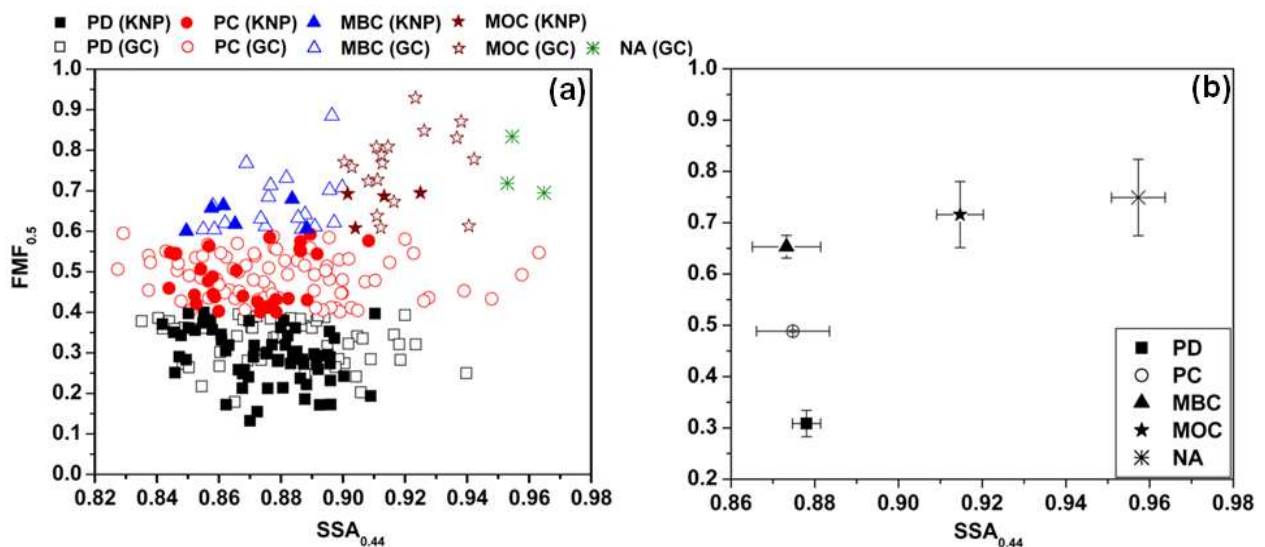 PD (KNP) PC (KNP) MBC (KNP) MOC (KNP)
PD (GC) PC (GC) MBC (GC) MOC (GC) NA (GC)
(a)
1.0
0.9
0.8
0.7
0.6
0.5
0.4
0.3
0.2
0.1
0.0
FMF0.5
0.82 0.84 0.86 0.88 0.90 0.92 0.94 0.96 0.98
SSA0.44
(b)
1.0
0.9
0.8
0.7
0.6
0.5
0.4
0.3
0.2
PD
PC
MBC
MOC
NA
0.86 0.88 0.90 0.92 0.94 0.96 0.98
SSA0.44